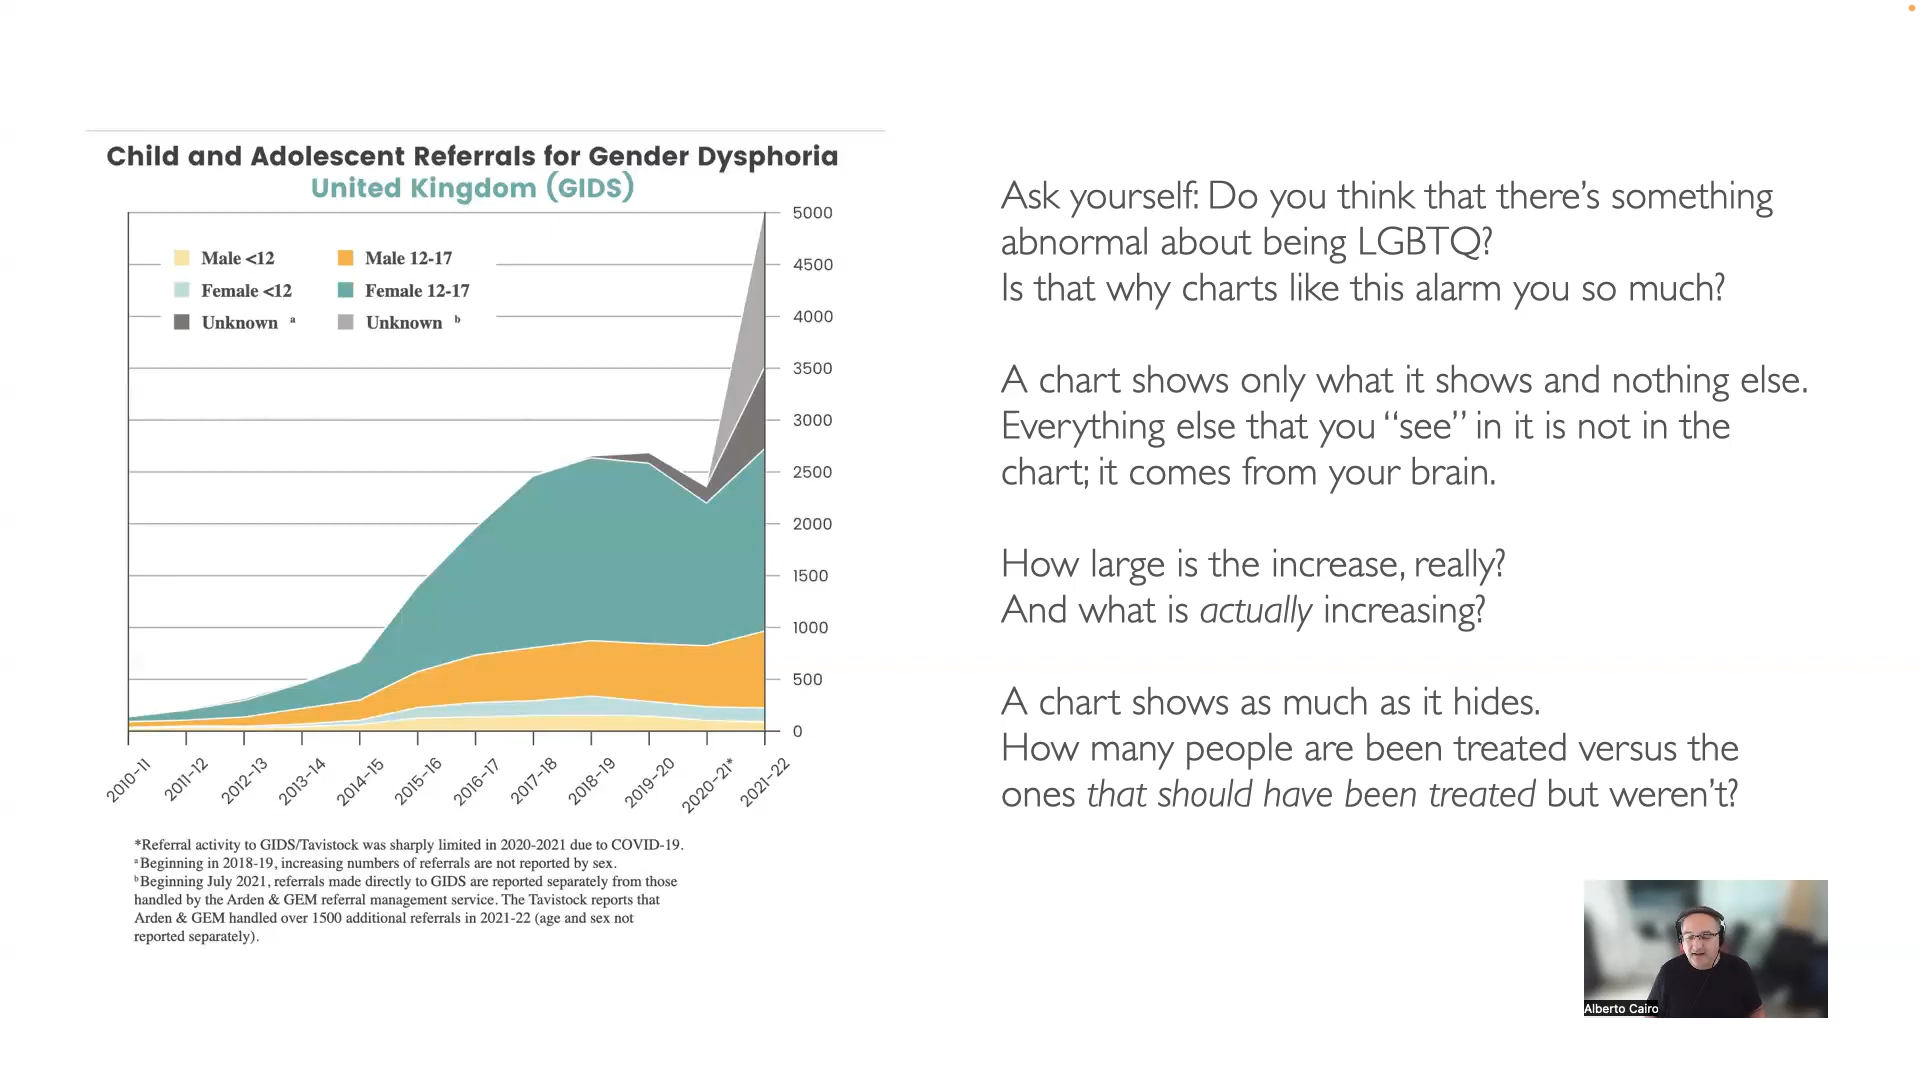 Child and Adolescent Referrals for Gender Dysphoria
United Kingdom (GIDS)
Male <12
Male 12-17
Female <12
Female 12-17
Unknown a
Unknown b
5000
4500
4000
3500
3000
2500
2000
1500
1000
500
0
2010-11
2011-12
2012-13
2013-14
2014-15
2015-16
2016-17
2017-18
2018-19
2019-20
2020-21*
2021-22
*Referral activity to GIDS/Tavistock was sharply limited in 2020-2021 due to COVID-19.
a Beginning in 2018-19, increasing numbers of referrals are not reported by sex.
b Beginning July 2021, referrals made directly to GIDS are reported separately from those
handled by the Arden & GEM referral management service. The Tavistock reports that
Arden & GEM handled over 1500 additional referrals in 2021-22 (age and sex not
reported separately).
Ask yourself: Do you think that there's something
abnormal about being LGBTQ?
Is that why charts like this alarm you so much?
A chart shows only what it shows and nothing else.
Everything else that you “see” in it is not in the
chart; it comes from your brain.
How large is the increase, really?
And what is actually increasing?
A chart shows as much as it hides.
How many people are been treated versus the
ones that should have been treated but weren't?
Alberto Cairo